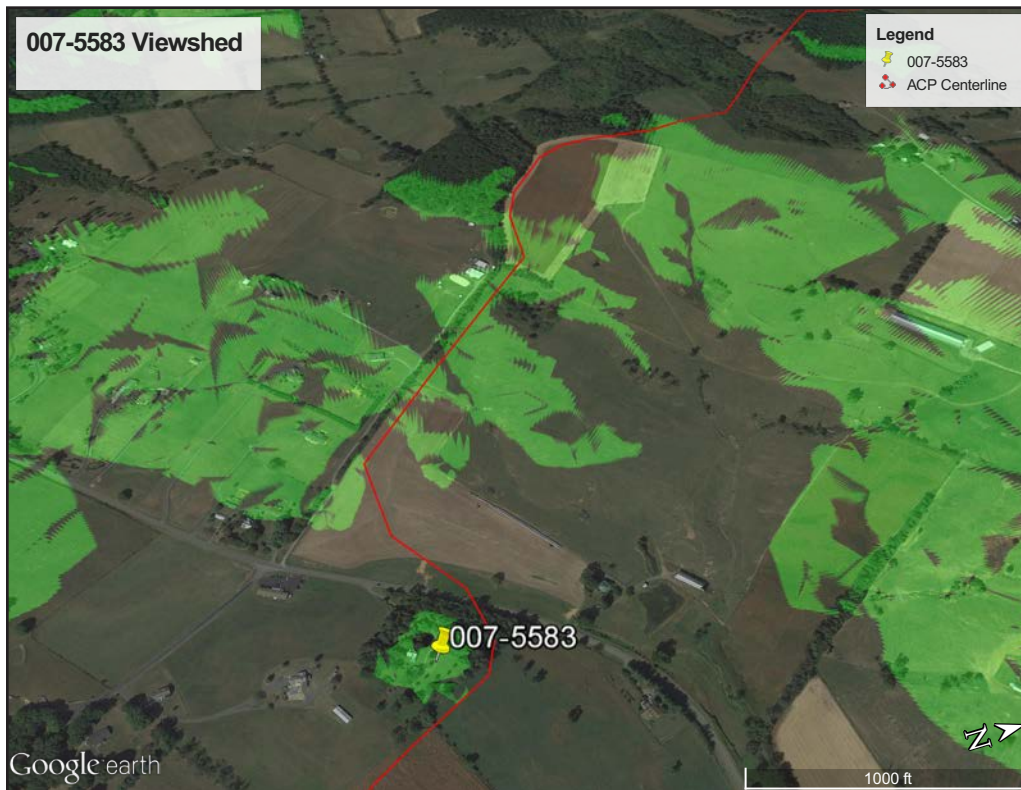 007-5583 Viewshed
Legend
007-5583
ACP Centerline
007-5583
N
Google earth
1000 ft